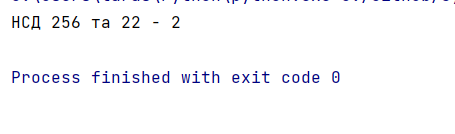 НСД 256 та 22 - 2
Process finished with exit code 0